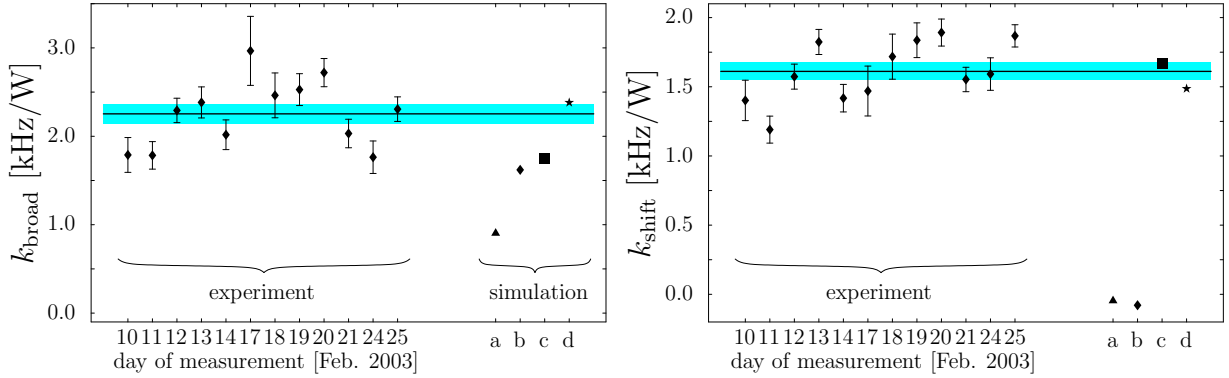 3.0
2.0
1.0
0.0
k_broad [kHz/W]
experiment
simulation
10 11 12 13 14 17 18 19 20 21 24 25 a b c d
day of measurement [Feb. 2003]
2.0
1.5
1.0
0.5
0.0
k_shift [kHz/W]
experiment
10 11 12 13 14 17 18 19 20 21 24 25 a b c d
day of measurement [Feb. 2003]